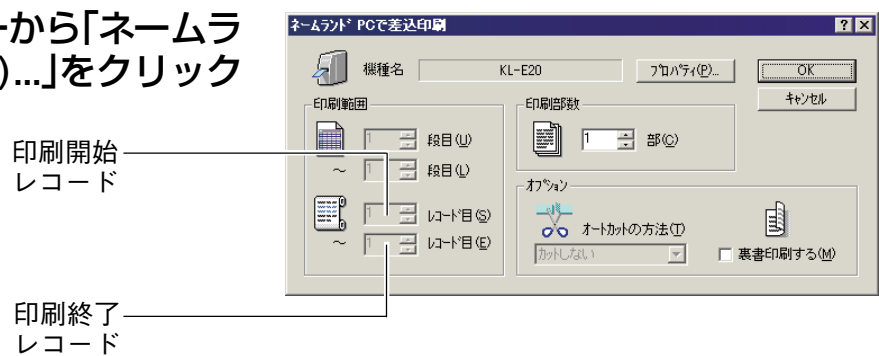 ーから「ネームラ
)...」をクリック
ﾈｰﾑﾗﾝﾄﾞ PCで差込印刷
機種名 KL-E20 ﾌﾟﾛﾊﾟﾃｨ(P)... OK
キャンセル
印刷範囲
1 段目(U)
～ 1 段目(L)
1 ﾚｺｰﾄﾞ目(S)
～ 1 ﾚｺｰﾄﾞ目(E)
印刷部数
1 部(C)
ｵﾌﾟｼｮﾝ
ｵｰﾄｶｯﾄの方法(T)
ｶｯﾄしない
裏書印刷する(M)
印刷開始
レコード
印刷終了
レコード